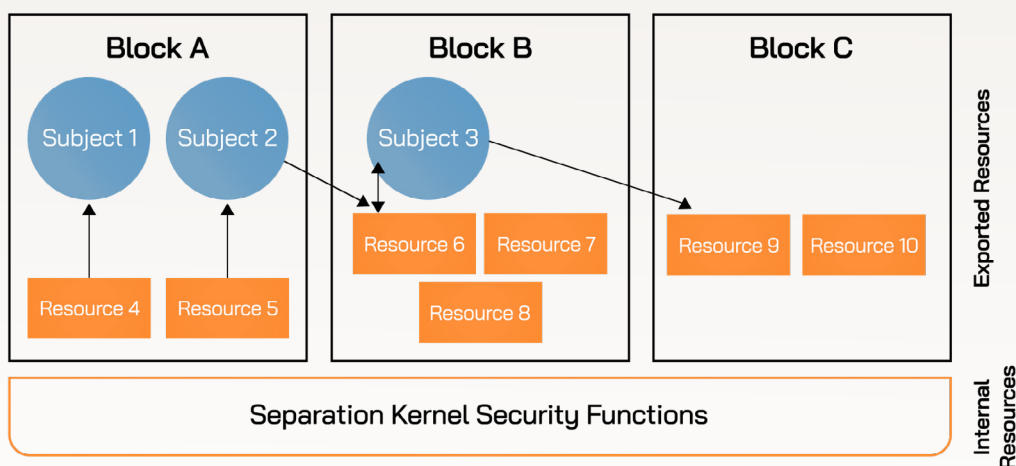 Block A
Block B
Block C
Subject 1
Subject 2
Subject 3
Resource 6
Resource 7
Resource 9
Resource 10
Resource 4
Resource 5
Resource 8
Exported Resources
Separation Kernel Security Functions
Internal
Resources